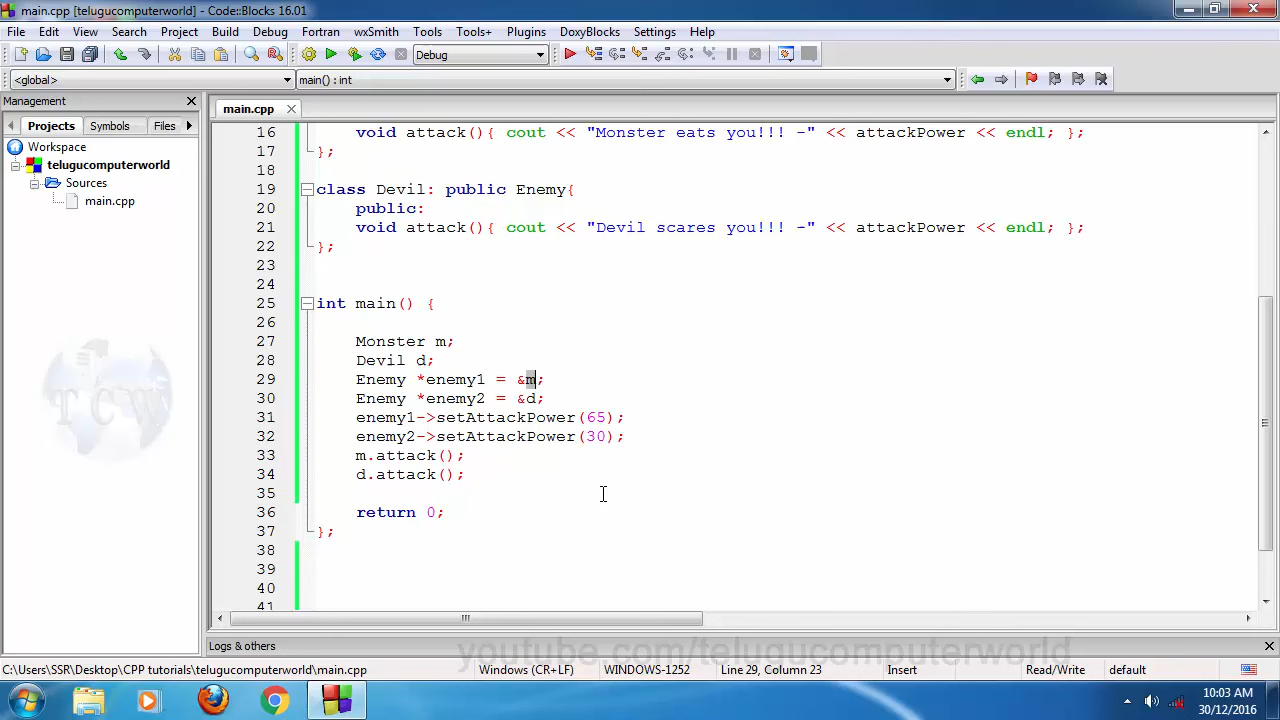 main.cpp [telugucomputerworld] - Code::Blocks 16.01
File Edit View Search Project Build Debug Fortran wxSmith Tools Tools+ Plugins DoxyBlocks Settings Help
Debug
<global> main() : int
Management
main.cpp
Projects Symbols Files
Workspace
telugucomputerworld
Sources
main.cpp
16 void attack(){ cout << "Monster eats you!!! -" << attackPower << endl; };
17 };
18
19 class Devil: public Enemy{
20 public:
21 void attack(){ cout << "Devil scares you!!! -" << attackPower << endl; };
22 };
23
24
25 int main() {
26
27 Monster m;
28 Devil d;
29 Enemy *enemy1 = &m;
30 Enemy *enemy2 = &d;
31 enemy1->setAttackPower(65);
32 enemy2->setAttackPower(30);
33 m.attack();
34 d.attack();
35
36 return 0;
37 };
38
39
40
41
TCW
Logs & others
youtube.com/telugucomputerworld
C:\Users\SSR\Desktop\CPP tutorials\telugucomputerworld\main.cpp Windows (CR+LF) WINDOWS-1252 Line 29, Column 23 Insert Read/Write default
10:03 AM
30/12/2016